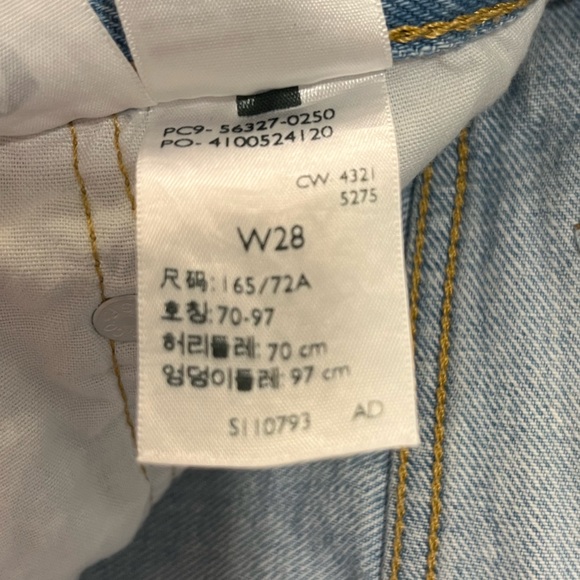 PC9- 56327-0250
PO- 4100524120
CW 4321
5275
W28
尺码: 165/72A
호칭: 70-97
허리둘레: 70 cm
엉덩이둘레: 97 cm
S110793 AD